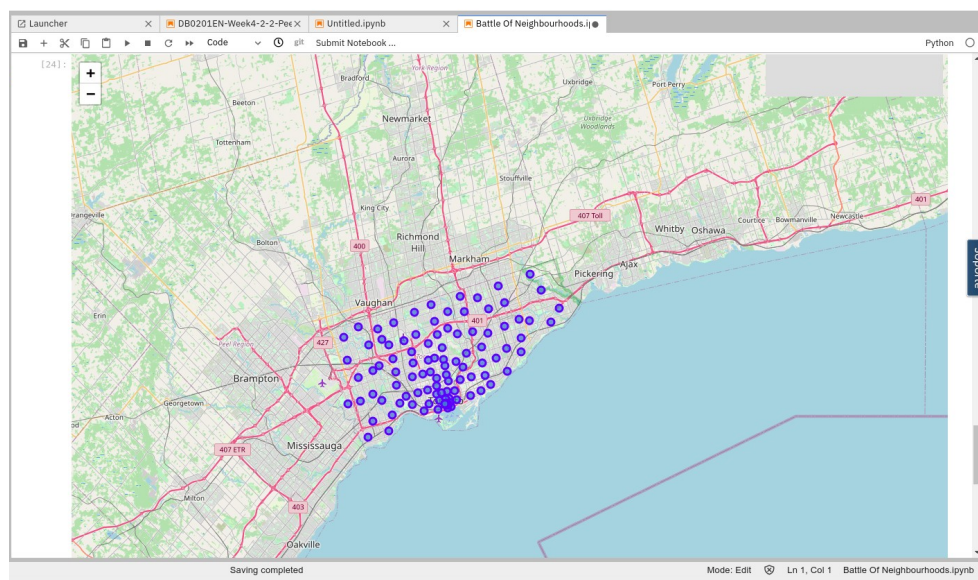 Launcher
DB0201EN-Week4-2-2-Pee
Untitled.ipynb
Battle Of Neighbourhoods.i
Code
git
Submit Notebook ...
Python
[24]:
+
−
Bradford
York Region
Uxbridge
Port Perry
Beeton
Newmarket
Uxbridge
Woodlands
Tottenham
Aurora
Stouffville
King City
401
angeville
407 Toll
Courtice
Bowmanville
Newcastle
Whitby
Oshawa
Bolton
400
Richmond
Hill
Markham
Ajax
Pickering
Soporte
Vaughan
Erin
401
427
Peel Region
Brampton
Georgetown
Acton
Mississauga
407 ETR
Milton
403
Oakville
Saving completed
Mode: Edit
Ln 1, Col 1
Battle Of Neighbourhoods.ipynb